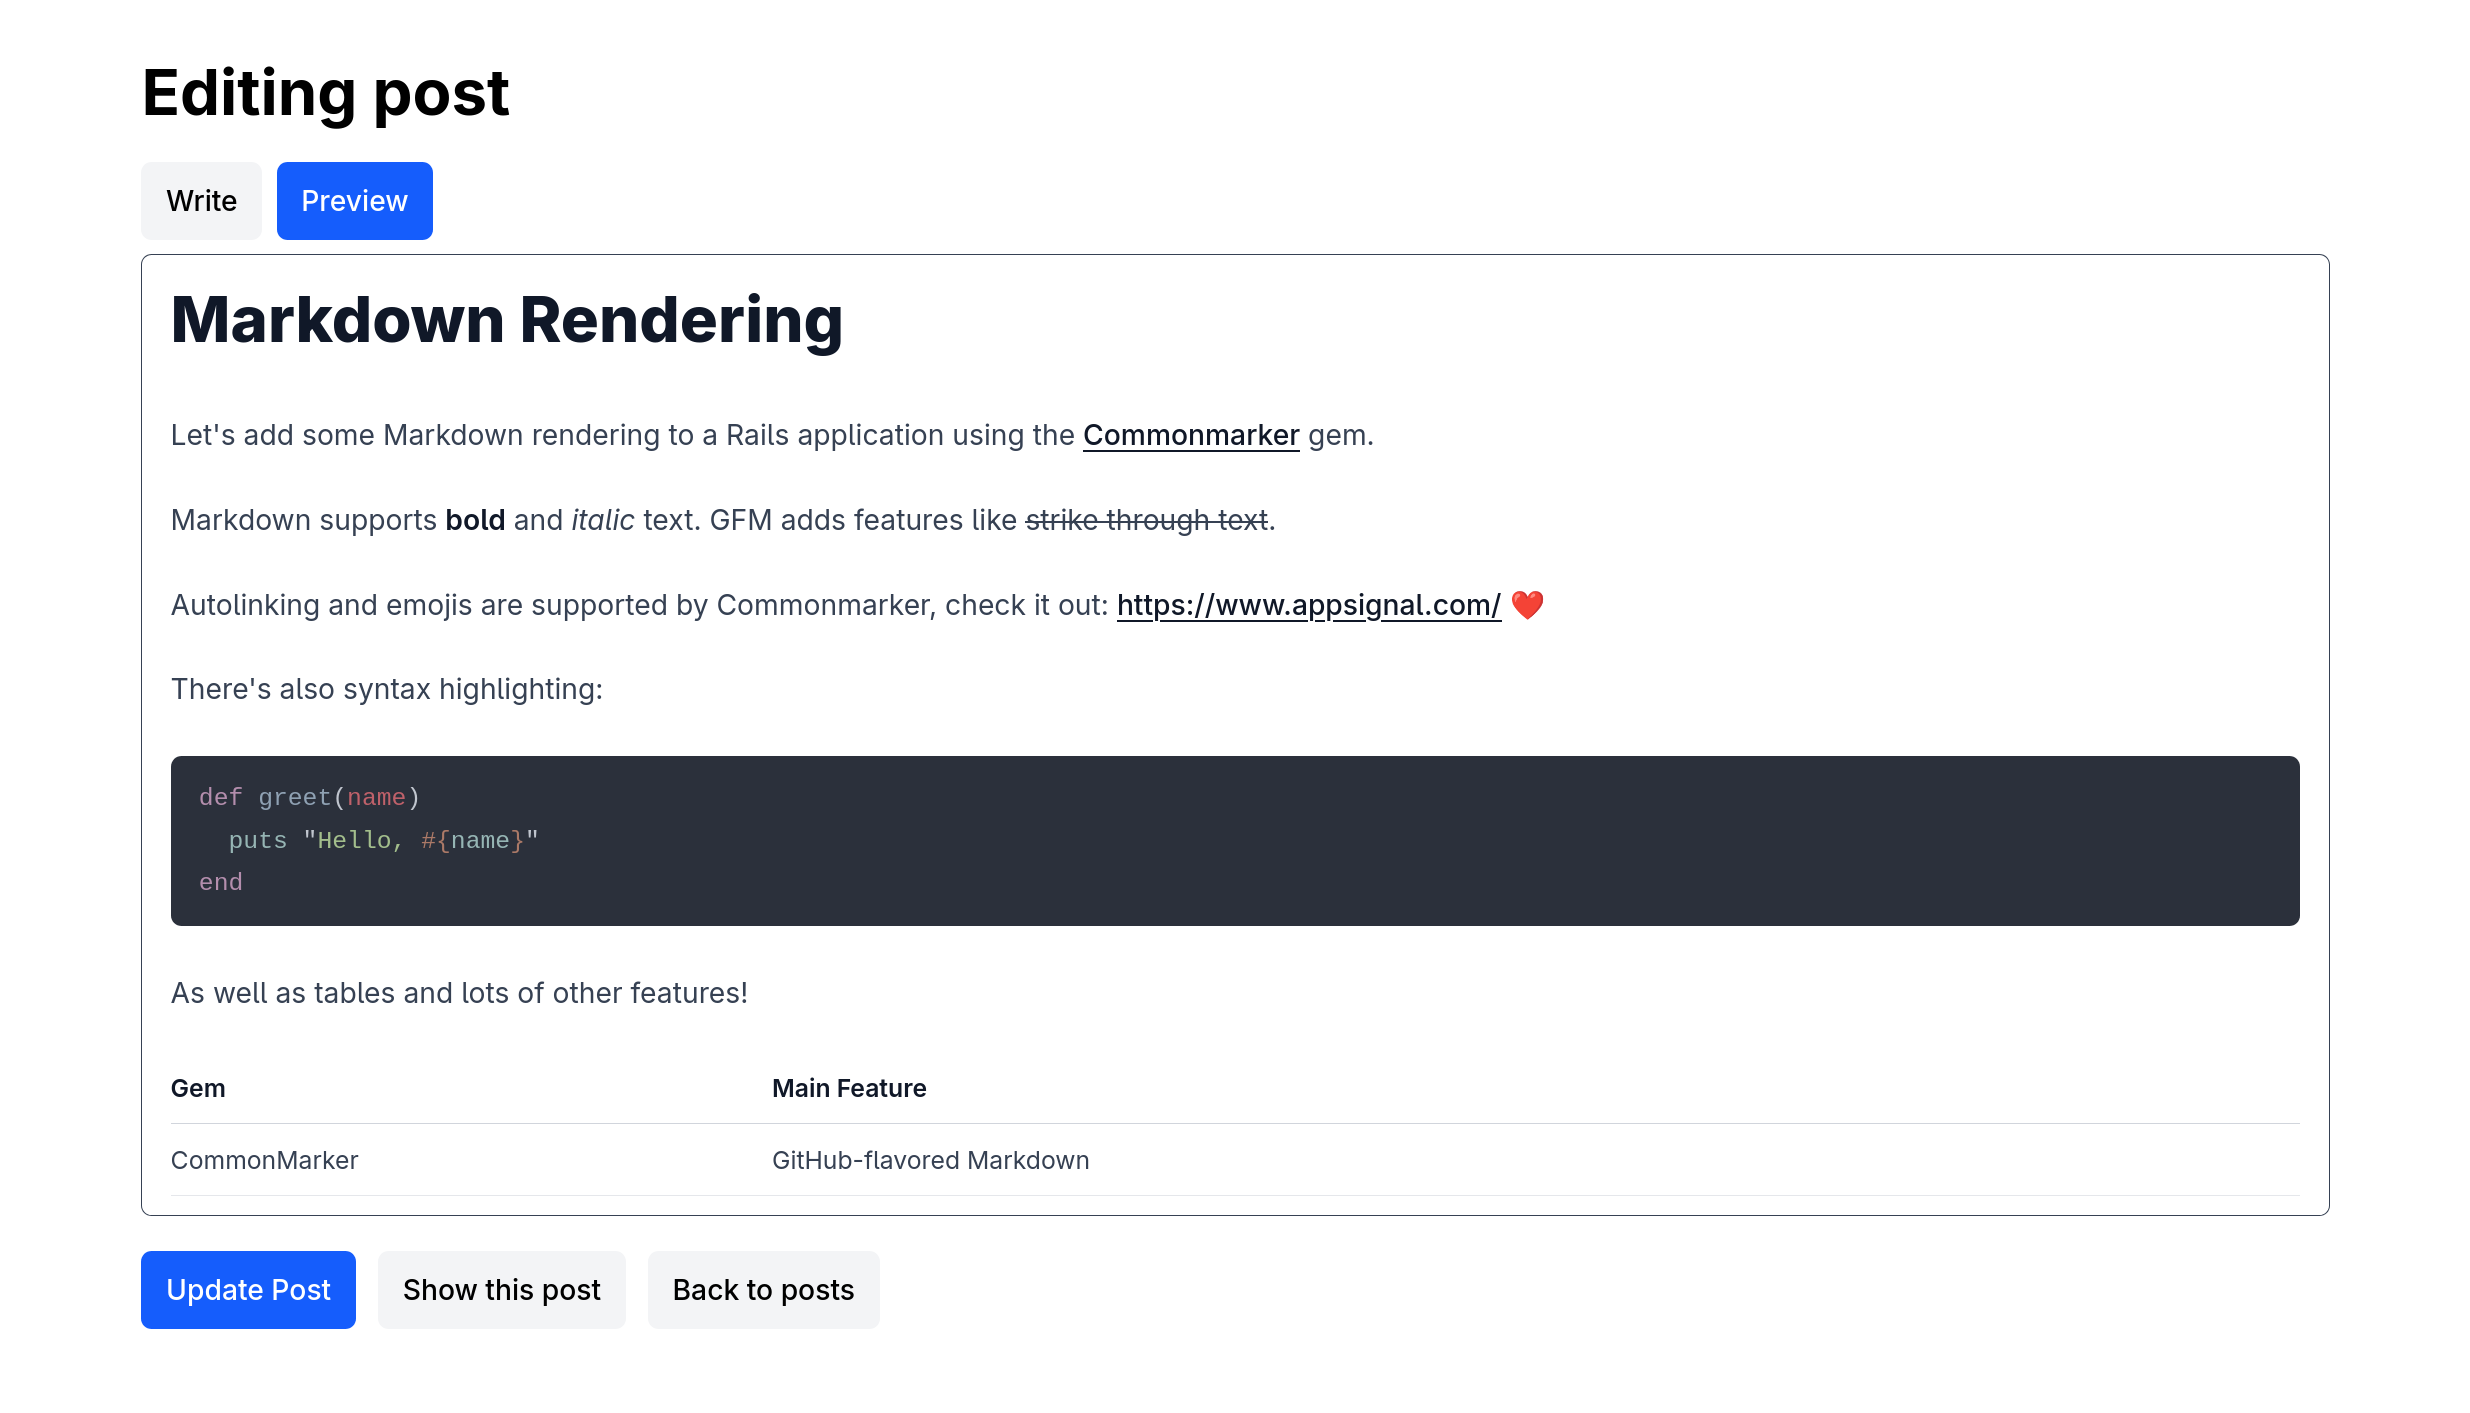 Editing post
Write Preview
Markdown Rendering
Let's add some Markdown rendering to a Rails application using the Commonmarker gem.
Markdown supports bold and italic text. GFM adds features like strike through text.
Autolinking and emojis are supported by Commonmarker, check it out: https://www.appsignal.com/ ❤️
There's also syntax highlighting:
def greet(name)
  puts "Hello, #{name}"
end
As well as tables and lots of other features!
Gem Main Feature
CommonMarker GitHub-flavored Markdown
Update Post Show this post Back to posts